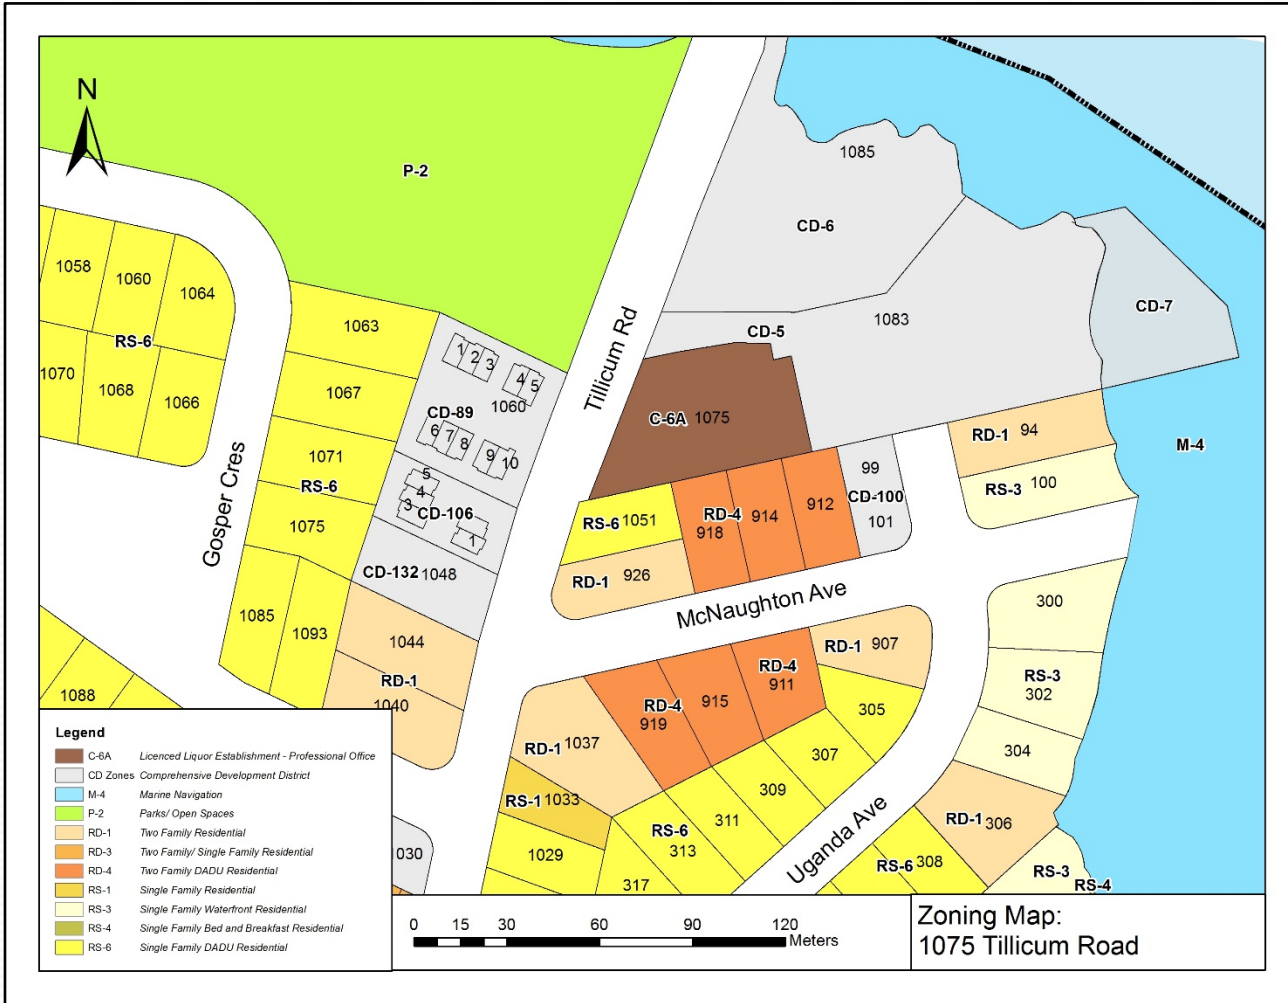 N
P-2
1085
CD-6
1058
1060
1064
RS-6
1070
1068
1066
1063
1067
1071
RS-6
1075
1085
1093
1088
Gosper Cres
Tillicum Rd
1 2 3
4 5
CD-89
1060
6 7 8
9 10
5
4
3
CD-106
1
CD-132 1048
1044
RD-1
1040
CD-5
1083
CD-7
C-6A 1075
M-4
RD-1 94
RS-3 100
99
CD-100
101
RS-6 1051
RD-4
918
914
912
RD-1 926
McNaughton Ave
RD-1 907
RD-4
911
RD-4
919
915
305
307
309
311
RS-6
313
317
RD-1 1037
RS-1 1033
1029
1030
Uganda Ave
300
RS-3
302
304
RD-1 306
RS-6 308
RS-3
RS-4
Legend
C-6A Licenced Liquor Establishment - Professional Office
CD Zones Comprehensive Development District
M-4 Marine Navigation
P-2 Parks/ Open Spaces
RD-1 Two Family Residential
RD-3 Two Family/ Single Family Residential
RD-4 Two Family DADU Residential
RS-1 Single Family Residential
RS-3 Single Family Waterfront Residential
RS-4 Single Family Bed and Breakfast Residential
RS-6 Single Family DADU Residential
0 15 30 60 90 120
Meters
Zoning Map:
1075 Tillicum Road